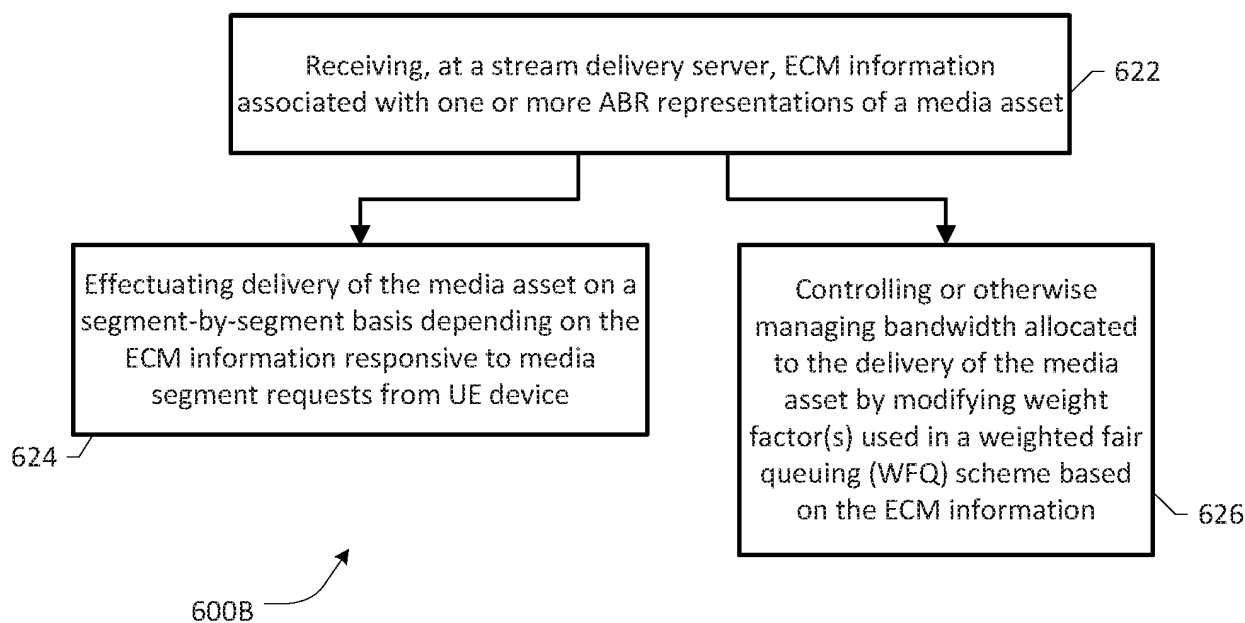 Receiving, at a stream delivery server, ECM information
associated with one or more ABR representations of a media asset
622
Effectuating delivery of the media asset on a
segment-by-segment basis depending on the
ECM information responsive to media
segment requests from UE device
624
Controlling or otherwise
managing bandwidth allocated
to the delivery of the media
asset by modifying weight
factor(s) used in a weighted fair
queuing (WFQ) scheme based
on the ECM information
626
600B